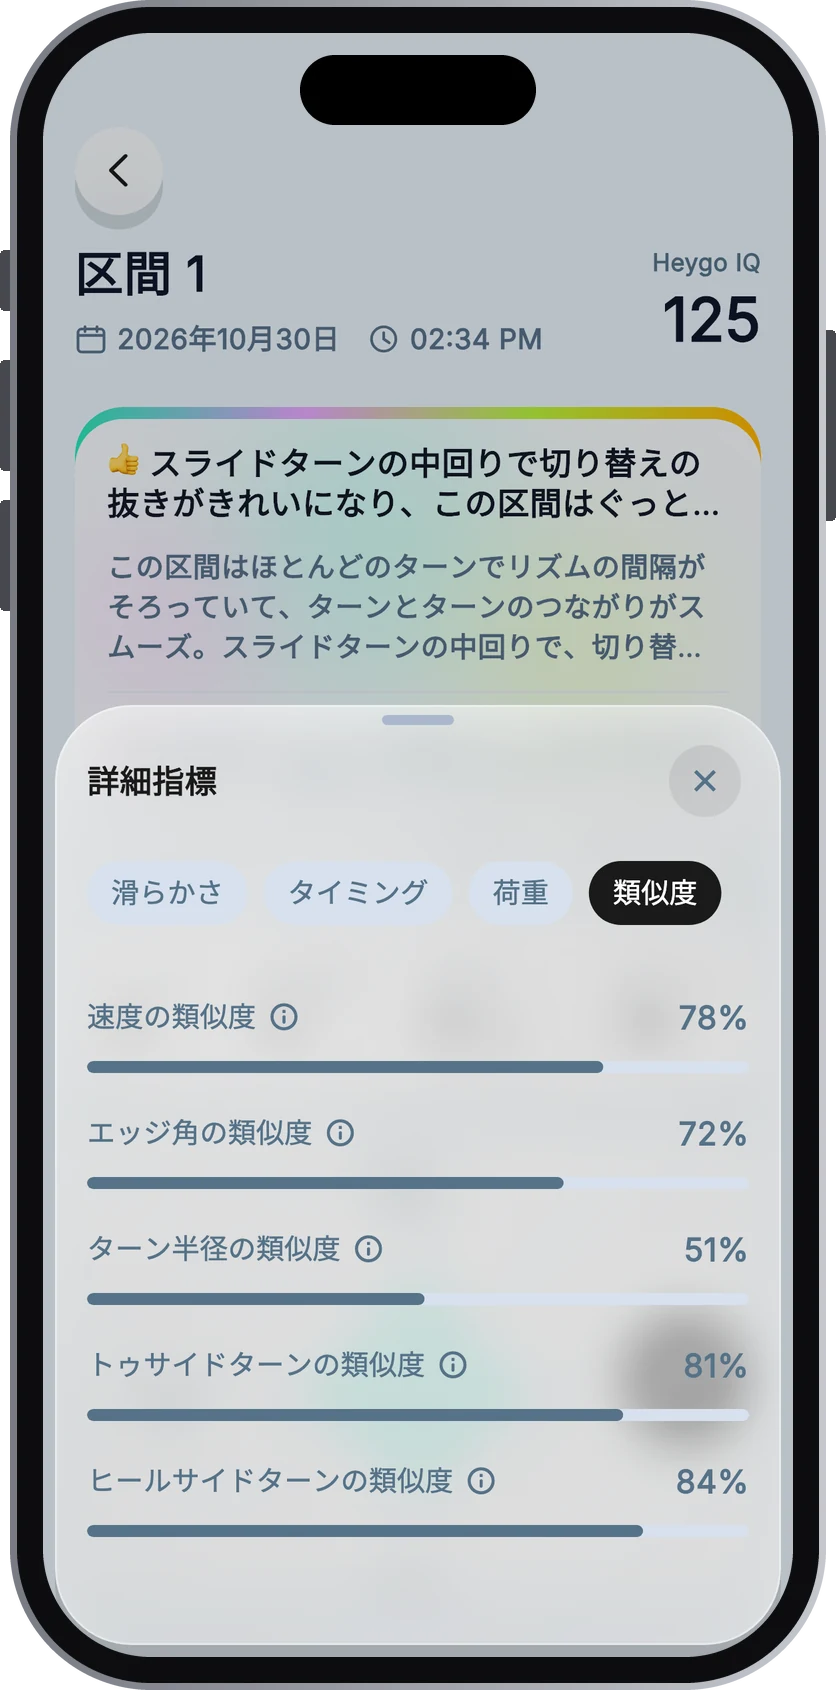 区間 1
Heygo IQ
2026年10月30日 02:34 PM
125
👍 スライドターンの中回りで切り替えの
抜きがきれいになり、この区間はぐっと...
この区間はほとんどのターンでリズムの間隔が
そろっていて、ターンとターンのつながりがス
ムーズ。スライドターンの中回りで、切り替...
詳細指標
滑らかさ タイミング 荷重 類似度
速度の類似度 78%
エッジ角の類似度 72%
ターン半径の類似度 51%
トゥサイドターンの類似度 81%
ヒールサイドターンの類似度 84%